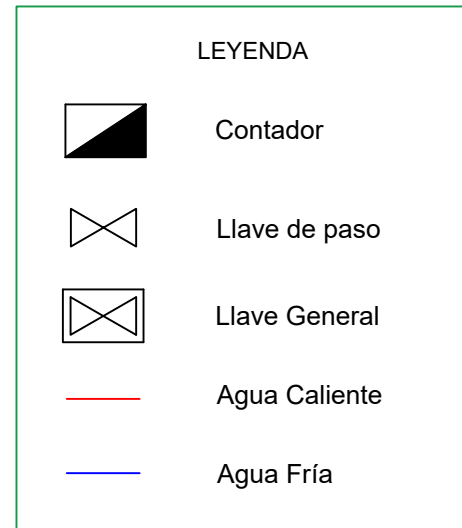 LEYENDA
Contador
Llave de paso
Llave General
Agua Caliente
Agua Fría